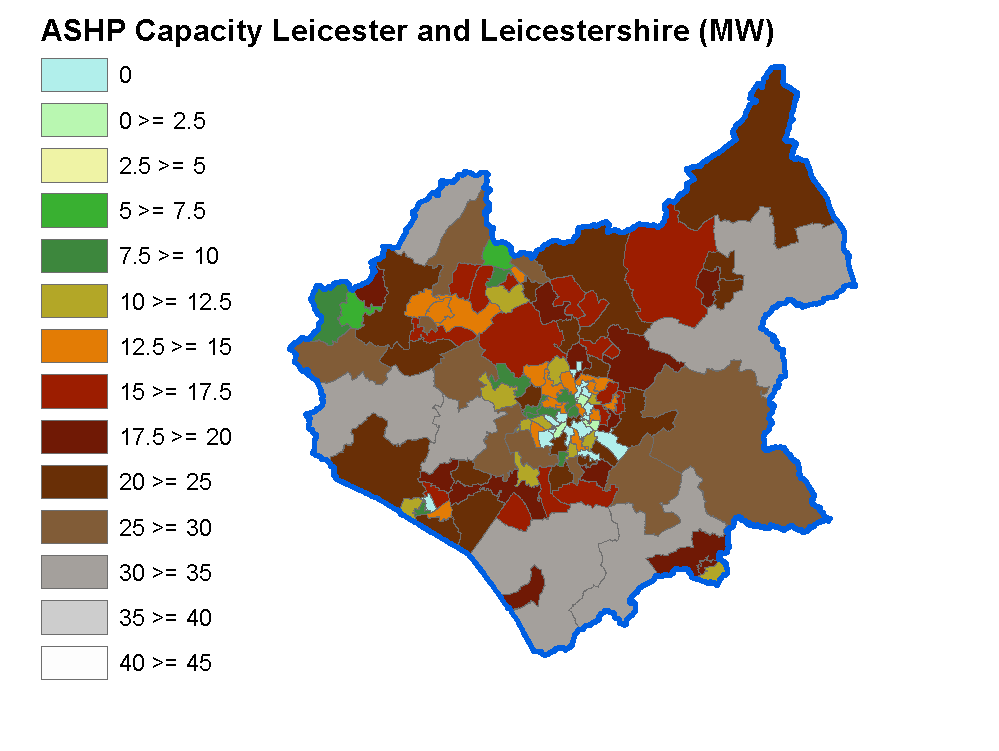 ASHP Capacity Leicester and Leicestershire (MW)
0
0 >= 2.5
2.5 >= 5
5 >= 7.5
7.5 >= 10
10 >= 12.5
12.5 >= 15
15 >= 17.5
17.5 >= 20
20 >= 25
25 >= 30
30 >= 35
35 >= 40
40 >= 45